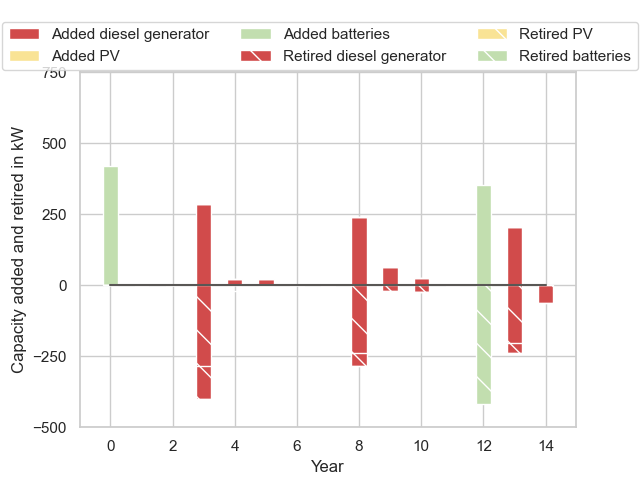 Added diesel generator
Added PV
Added batteries
Retired diesel generator
Retired PV
Retired batteries
750
500
250
0
−250
−500
Capacity added and retired in kW
0 2 4 6 8 10 12 14
Year